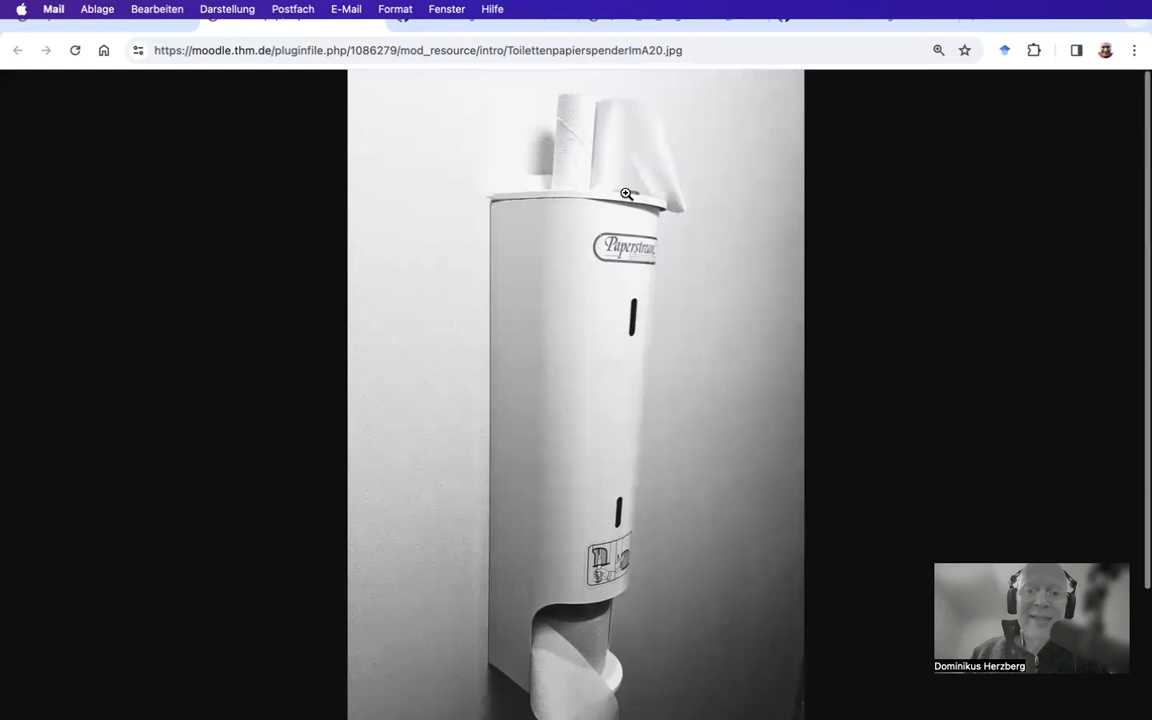 Mail Ablage Bearbeiten Darstellung Postfach E-Mail Format Fenster Hilfe
https://moodle.thm.de/pluginfile.php/1086279/mod_resource/intro/ToilettenpapierspenderImA20.jpg
Dominikus Herzberg